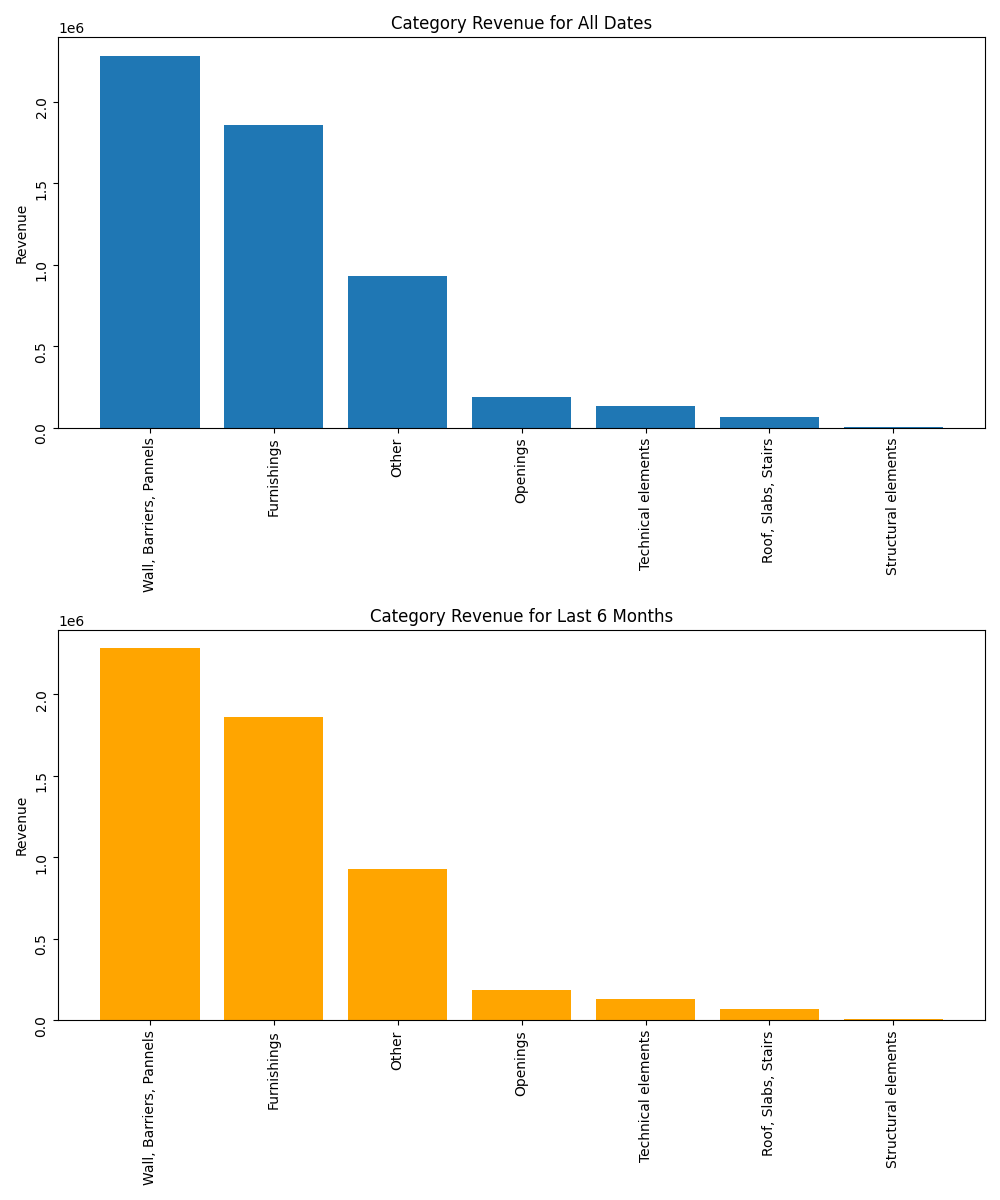 Category Revenue for All Dates
1e6
Revenue
2.0
1.5
1.0
0.5
0.0
Wall, Barriers, Pannels
Furnishings
Other
Openings
Technical elements
Roof, Slabs, Stairs
Structural elements
Category Revenue for Last 6 Months
1e6
Revenue
2.0
1.5
1.0
0.5
0.0
Wall, Barriers, Pannels
Furnishings
Other
Openings
Technical elements
Roof, Slabs, Stairs
Structural elements